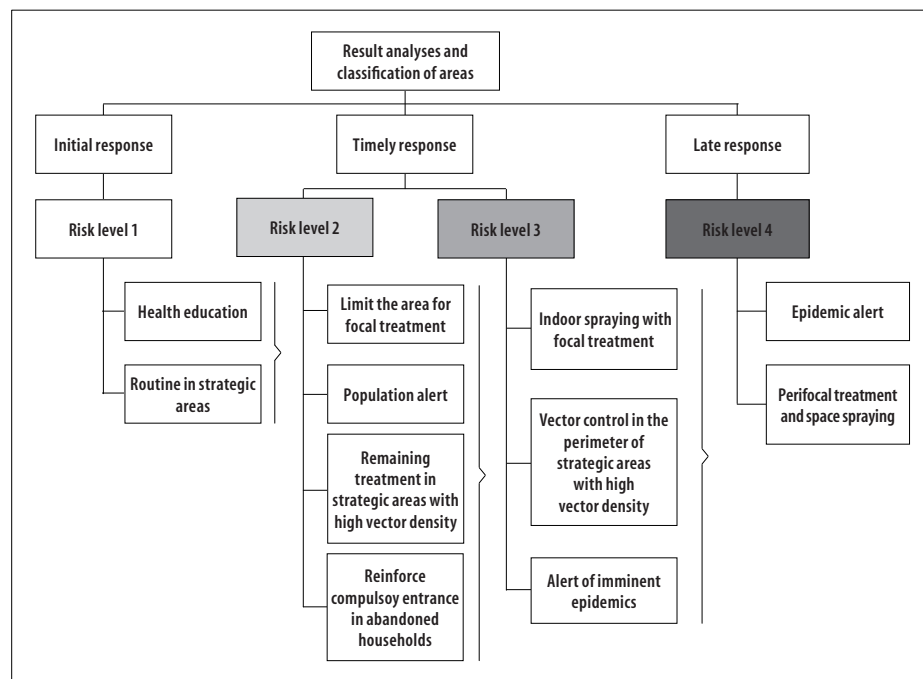 Result analyses and
classification of areas
Initial response
Timely response
Late response
Risk level 1
Risk level 2
Risk level 3
Risk level 4
Health education
Routine in strategic
areas
Limit the area for
focal treatment
Population alert
Remaining
treatment in
strategic areas with
high vector density
Reinforce
compulsoy entrance
in abandoned
households
Indoor spraying with
focal treatment
Vector control in the
perimeter of
strategic areas
with high
vector density
Alert of imminent
epidemics
Epidemic alert
Perifocal treatment
and space spraying